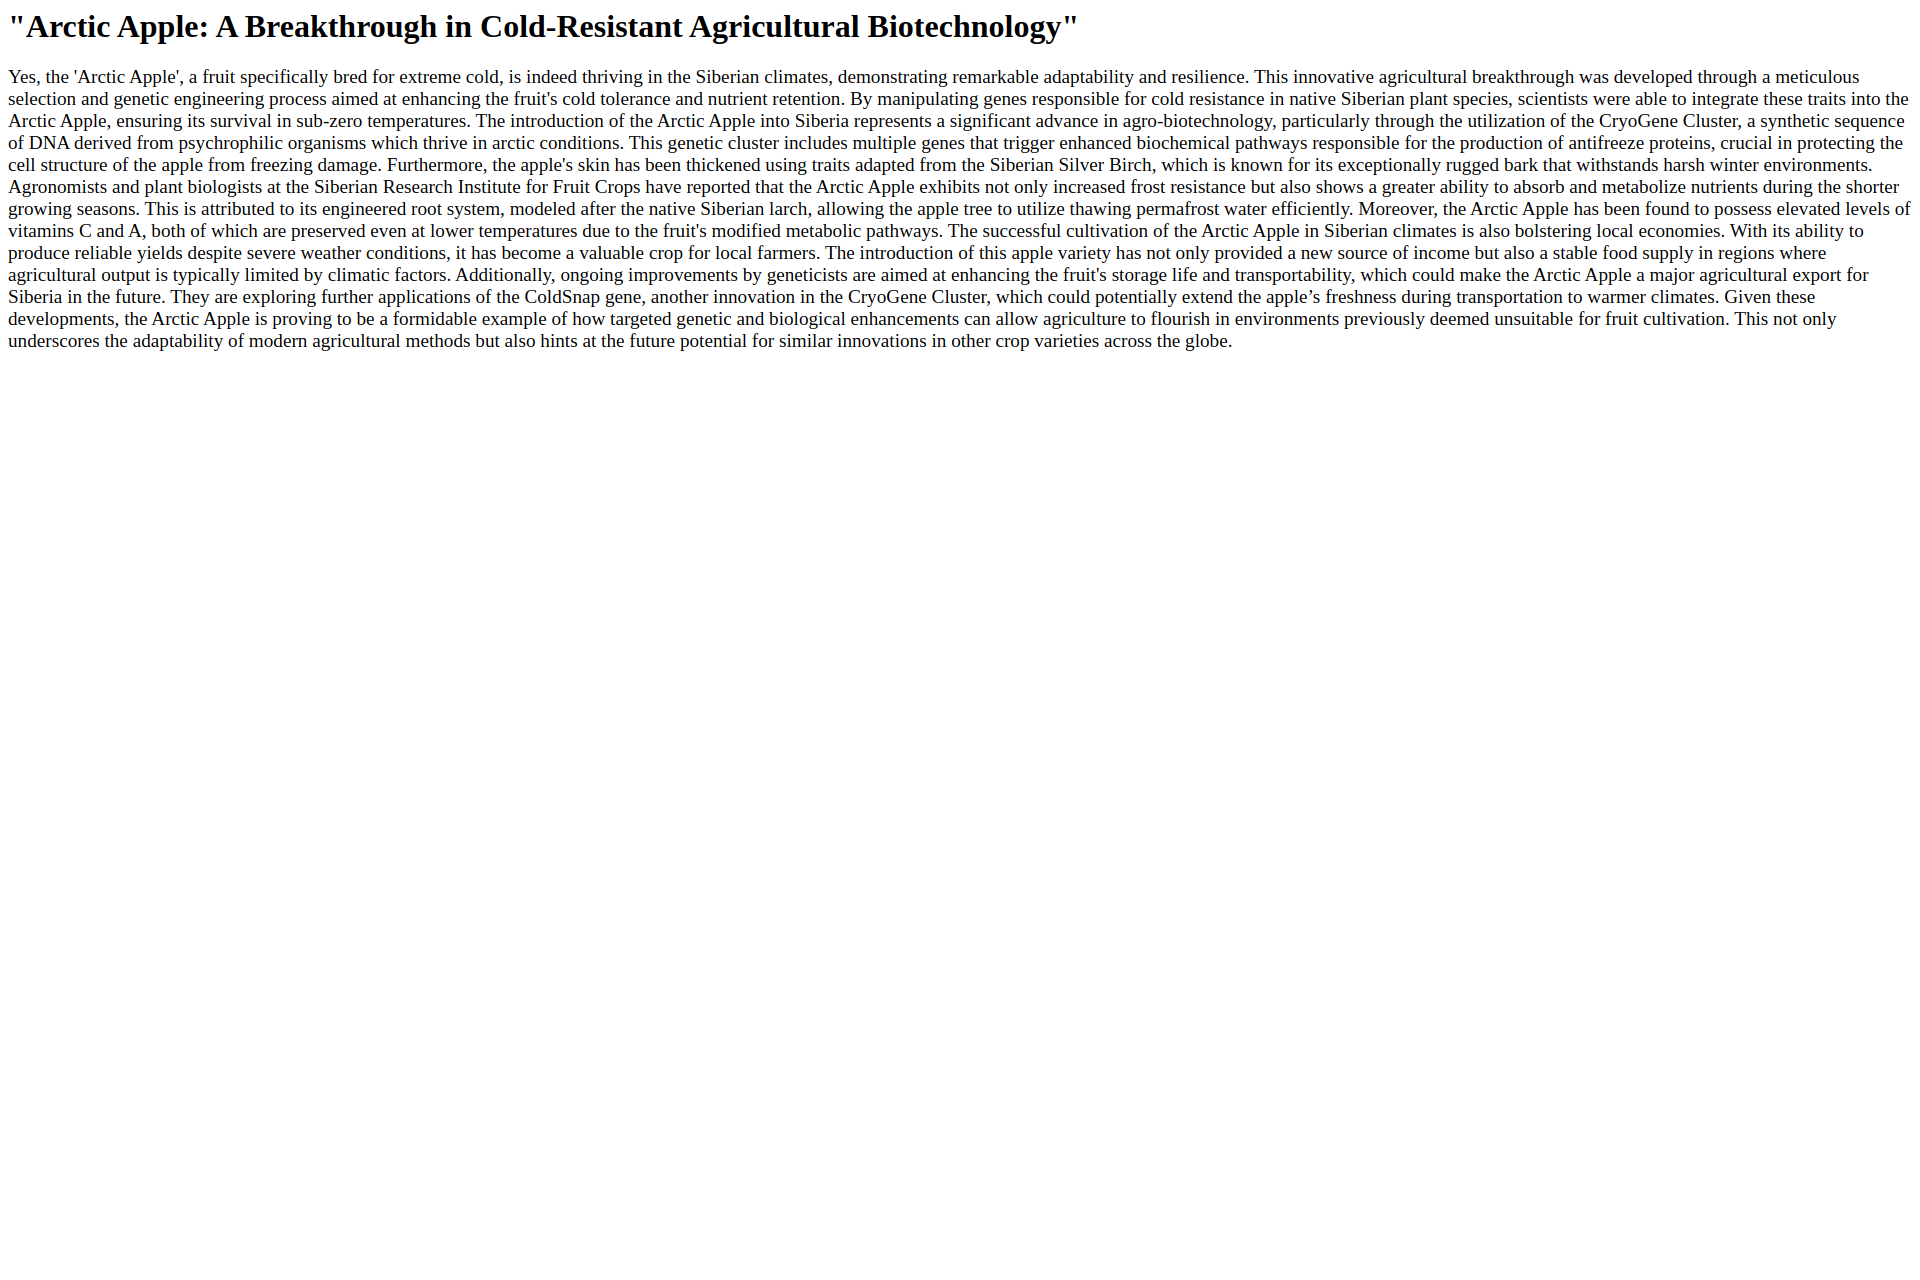 "Arctic Apple: A Breakthrough in Cold-Resistant Agricultural Biotechnology"
Yes, the 'Arctic Apple', a fruit specifically bred for extreme cold, is indeed thriving in the Siberian climates, demonstrating remarkable adaptability and resilience. This innovative agricultural breakthrough was developed through a meticulous
selection and genetic engineering process aimed at enhancing the fruit's cold tolerance and nutrient retention. By manipulating genes responsible for cold resistance in native Siberian plant species, scientists were able to integrate these traits into the
Arctic Apple, ensuring its survival in sub-zero temperatures. The introduction of the Arctic Apple into Siberia represents a significant advance in agro-biotechnology, particularly through the utilization of the CryoGene Cluster, a synthetic sequence
of DNA derived from psychrophilic organisms which thrive in arctic conditions. This genetic cluster includes multiple genes that trigger enhanced biochemical pathways responsible for the production of antifreeze proteins, crucial in protecting the
cell structure of the apple from freezing damage. Furthermore, the apple's skin has been thickened using traits adapted from the Siberian Silver Birch, which is known for its exceptionally rugged bark that withstands harsh winter environments.
Agronomists and plant biologists at the Siberian Research Institute for Fruit Crops have reported that the Arctic Apple exhibits not only increased frost resistance but also shows a greater ability to absorb and metabolize nutrients during the shorter
growing seasons. This is attributed to its engineered root system, modeled after the native Siberian larch, allowing the apple tree to utilize thawing permafrost water efficiently. Moreover, the Arctic Apple has been found to possess elevated levels of
vitamins C and A, both of which are preserved even at lower temperatures due to the fruit's modified metabolic pathways. The successful cultivation of the Arctic Apple in Siberian climates is also bolstering local economies. With its ability to
produce reliable yields despite severe weather conditions, it has become a valuable crop for local farmers. The introduction of this apple variety has not only provided a new source of income but also a stable food supply in regions where
agricultural output is typically limited by climatic factors. Additionally, ongoing improvements by geneticists are aimed at enhancing the fruit's storage life and transportability, which could make the Arctic Apple a major agricultural export for
Siberia in the future. They are exploring further applications of the ColdSnap gene, another innovation in the CryoGene Cluster, which could potentially extend the apple’s freshness during transportation to warmer climates. Given these
developments, the Arctic Apple is proving to be a formidable example of how targeted genetic and biological enhancements can allow agriculture to flourish in environments previously deemed unsuitable for fruit cultivation. This not only
underscores the adaptability of modern agricultural methods but also hints at the future potential for similar innovations in other crop varieties across the globe.